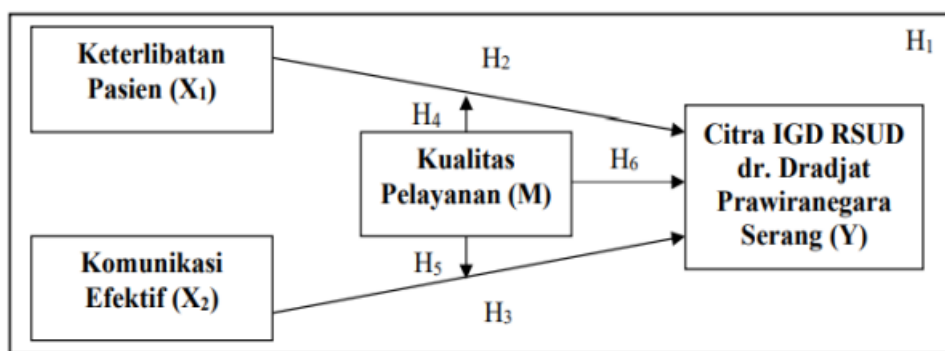 H₁
Keterlibatan
Pasien (X₁)
H₂
H₄
Kualitas
Pelayanan (M)
H₆
Citra IGD RSUD
dr. Dradjat
Prawiranegara
Serang (Y)
Komunikasi
Efektif (X₂)
H₅
H₃